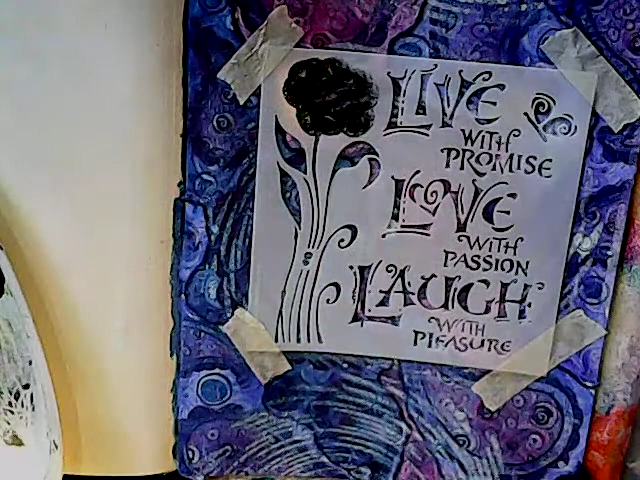 LIVE
WITH
PROMISE
LOVE
WITH
PASSION
LAUGH
WITH
PLEASURE